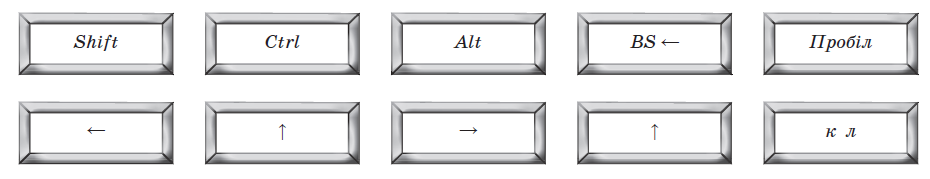 Shift Ctrl Alt BS ← Пробіл
← ↑ → ↑ к л